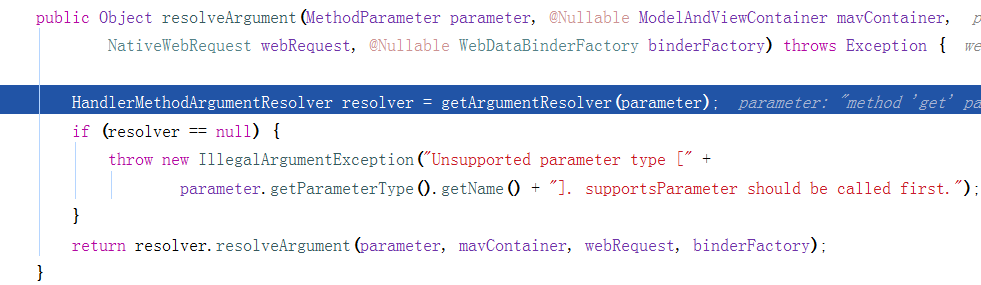 public Object resolveArgument(MethodParameter parameter, @Nullable ModelAndViewContainer mavContainer,
NativeWebRequest webRequest, @Nullable WebDataBinderFactory binderFactory) throws Exception {
HandlerMethodArgumentResolver resolver = getArgumentResolver(parameter); parameter: "method 'get' pa
if (resolver == null) {
throw new IllegalArgumentException("Unsupported parameter type [" +
parameter.getParameterType().getName() + "]. supportsParameter should be called first.");
}
return resolver.resolveArgument(parameter, mavContainer, webRequest, binderFactory);
}